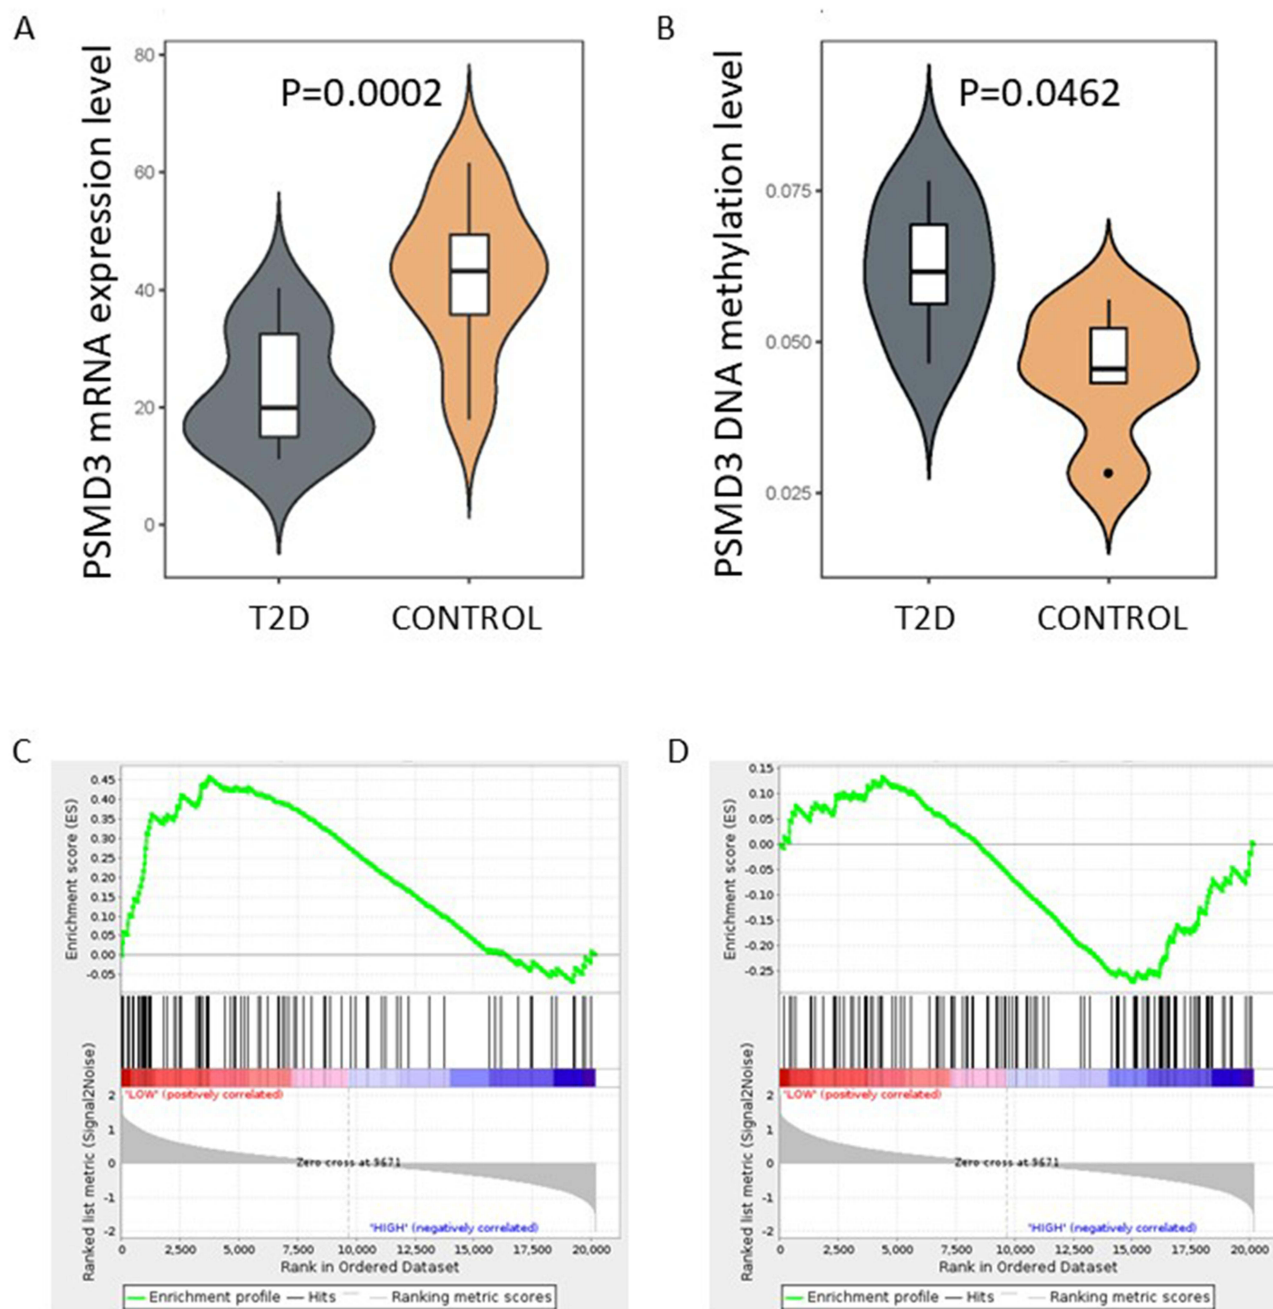 A
B
PSMD3 mRNA expression level
80
60
40
20
0
P=0.0002
T2D
CONTROL
PSMD3 DNA methylation level
0.075
0.050
0.025
P=0.0462
T2D
CONTROL
C
D
Enrichment score (ES)
0.45
0.40
0.35
0.30
0.25
0.20
0.15
0.10
0.05
0.00
-0.05
Ranked list metric (Signal2Noise)
"LOW" (positively correlated)
2
1
0
-1
-2
Zero cross at 9671
"HIGH" (negatively correlated)
0 2,500 5,000 7,500 10,000 12,500 15,000 17,500 20,000
Rank in Ordered Dataset
Enrichment profile Hits Ranking metric scores
Enrichment score (ES)
0.15
0.10
0.05
0.00
-0.05
-0.10
-0.15
-0.20
-0.25
Ranked list metric (Signal2Noise)
"LOW" (positively correlated)
2
1
0
-1
-2
Zero cross at 9671
"HIGH" (negatively correlated)
0 2,500 5,000 7,500 10,000 12,500 15,000 17,500 20,000
Rank in Ordered Dataset
Enrichment profile Hits Ranking metric scores